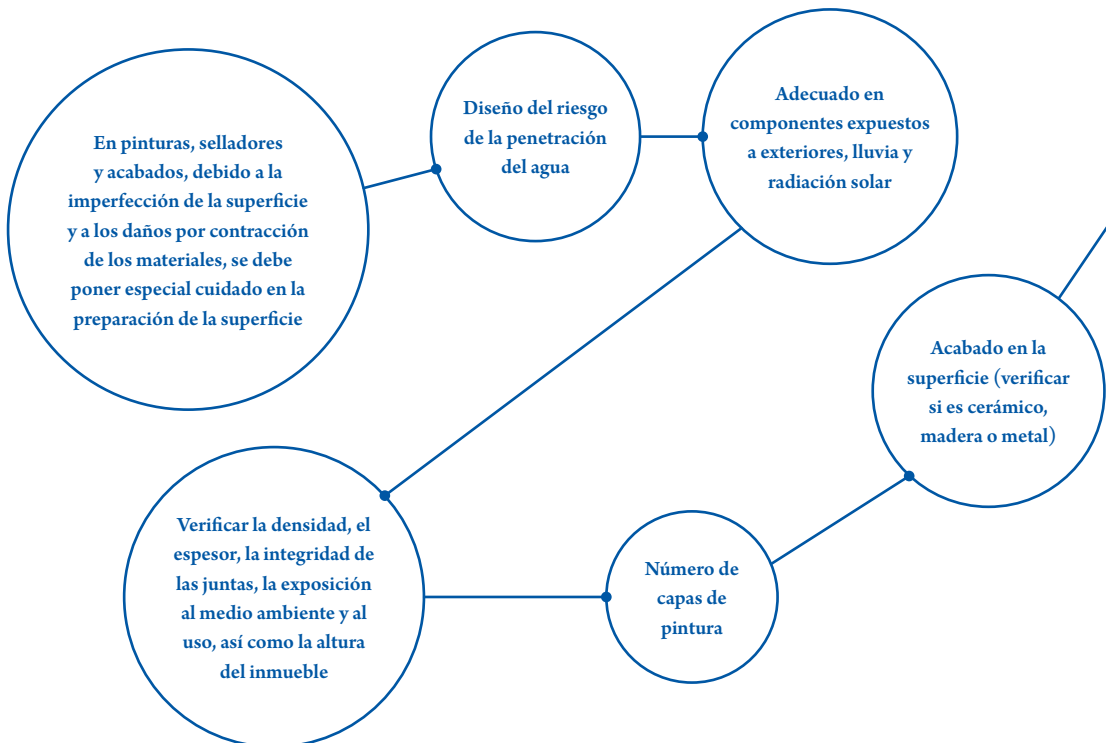 En pinturas, selladores
y acabados, debido a la
imperfección de la superficie
y a los daños por contracción
de los materiales, se debe
poner especial cuidado en la
preparación de la superficie
Diseño del riesgo
de la penetración
del agua
Adecuado en
componentes expuestos
a exteriores, lluvia y
radiación solar
Verificar la densidad, el
espesor, la integridad de
las juntas, la exposición
al medio ambiente y al
uso, así como la altura
del inmueble
Número de
capas de
pintura
Acabado en la
superficie (verificar
si es cerámico,
madera o metal)